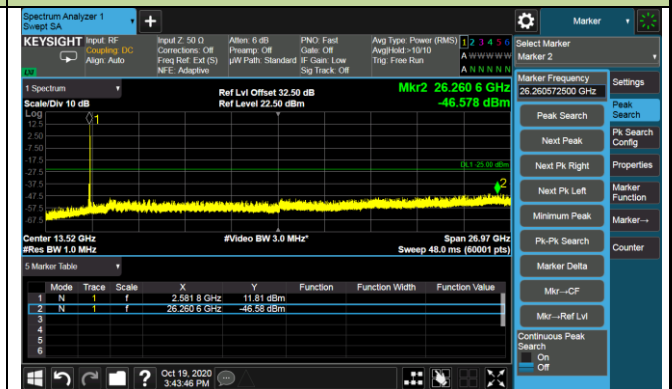 Spectrum Analyzer 1
Swept SA
+
Marker
KEYSIGHT
Input: RF
Coupling: DC
Align: Auto
Input Z: 50 Ω
Corrections: Off
Freq Ref: Ext (S)
NFE: Adaptive
Atten: 6 dB
Preamp: Off
µW Path: Standard
PNO: Fast
Gate: Off
IF Gain: Low
Sig Track: Off
Avg Type: Power (RMS)
Avg|Hold:>10/10
Trig: Free Run
1 2 3 4 5 6
A W W W W W
A N N N N N
Select Marker
Marker 2
1 Spectrum
Scale/Div 10 dB
Ref Lvl Offset 32.50 dB
Ref Level 22.50 dBm
Mkr2 26.260 6 GHz
-46.578 dBm
Log
12.5
2.50
-7.50
-17.5
-27.5
-37.5
-47.5
-57.5
-67.5
1
DL1 -25.00 dBm
2
Center 13.52 GHz
#Res BW 1.0 MHz
#Video BW 3.0 MHz*
Span 26.97 GHz
Sweep 48.0 ms (60001 pts)
5 Marker Table
Mode Trace Scale X Y Function Function Width Function Value
1 N 1 f 2.581 8 GHz 11.81 dBm
2 N 1 f 26.260 6 GHz -46.58 dBm
3
4
5
6
Oct 19, 2020
3:43:46 PM
Marker Frequency
26.260572500 GHz
Peak Search
Next Peak
Next Pk Right
Next Pk Left
Minimum Peak
Pk-Pk Search
Marker Delta
Mkr→CF
Mkr→Ref Lvl
Continuous Peak
Search
On
Off
Settings
Peak
Search
Pk Search
Config
Properties
Marker
Function
Marker→
Counter